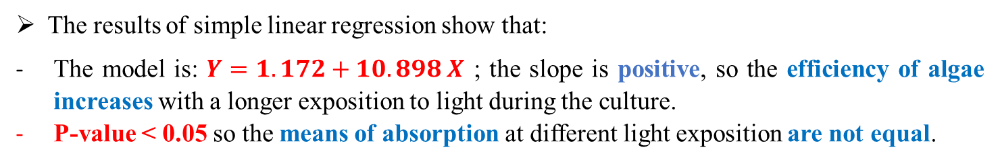 ➢ The results of simple linear regression show that:
- The model is: Y = 1.172 + 10.898 X ; the slope is positive, so the efficiency of algae
increases with a longer exposition to light during the culture.
- P-value < 0.05 so the means of absorption at different light exposition are not equal.